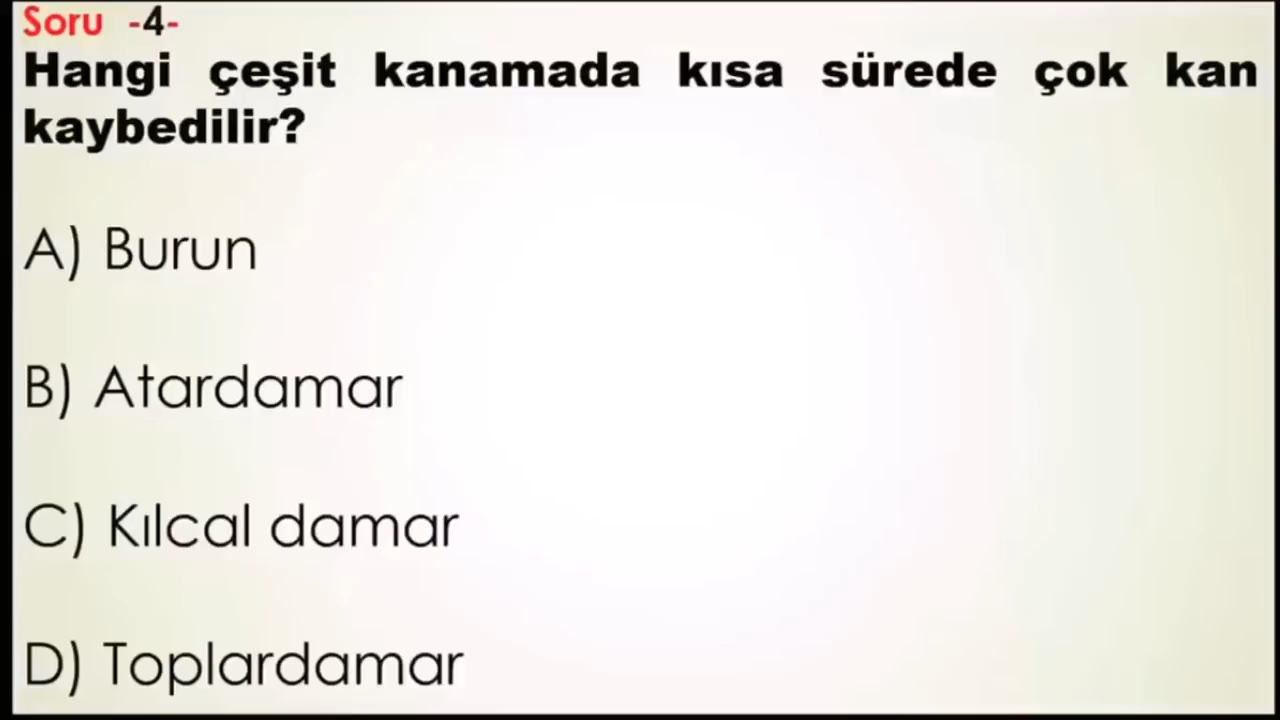 Soru -4-
Hangi çeşit kanamada kısa sürede çok kan
kaybedilir?
A) Burun
B) Atardamar
C) Kılcal damar
D) Toplardamar